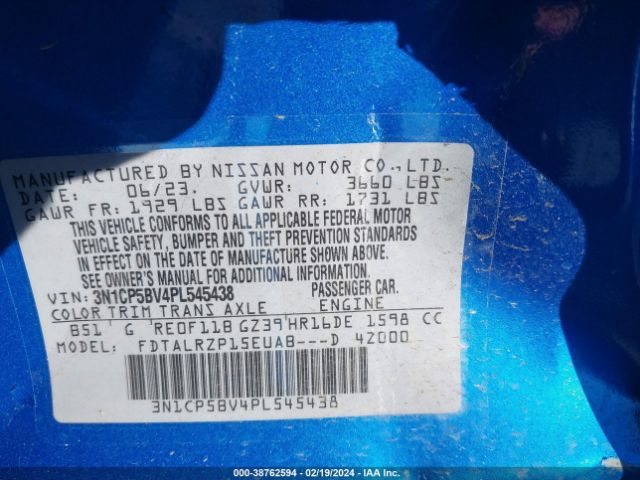 MANUFACTURED BY NISSAN MOTOR CO., LTD.
DATE: 06/23. GVWR: 3660 LBS
GAWR FR: 1929 LBS GAWR RR: 1731 LBS
THIS VEHICLE CONFORMS TO ALL APPLICABLE FEDERAL MOTOR
VEHICLE SAFETY, BUMPER AND THEFT PREVENTION STANDARDS
IN EFFECT ON THE DATE OF MANUFACTURE SHOWN ABOVE.
SEE OWNER'S MANUAL FOR ADDITIONAL INFORMATION.
VIN: 3N1CP5BV4PL545438 PASSENGER CAR.
COLOR TRIM TRANS AXLE ENGINE
B51 G RE0F11B GZ39 HR16DE 1598 CC
MODEL: FDTALRZP15EUAB---D 42000
3N1CP5BV4PL545438
000-38762594 - 02/19/2024 - IAA Inc.